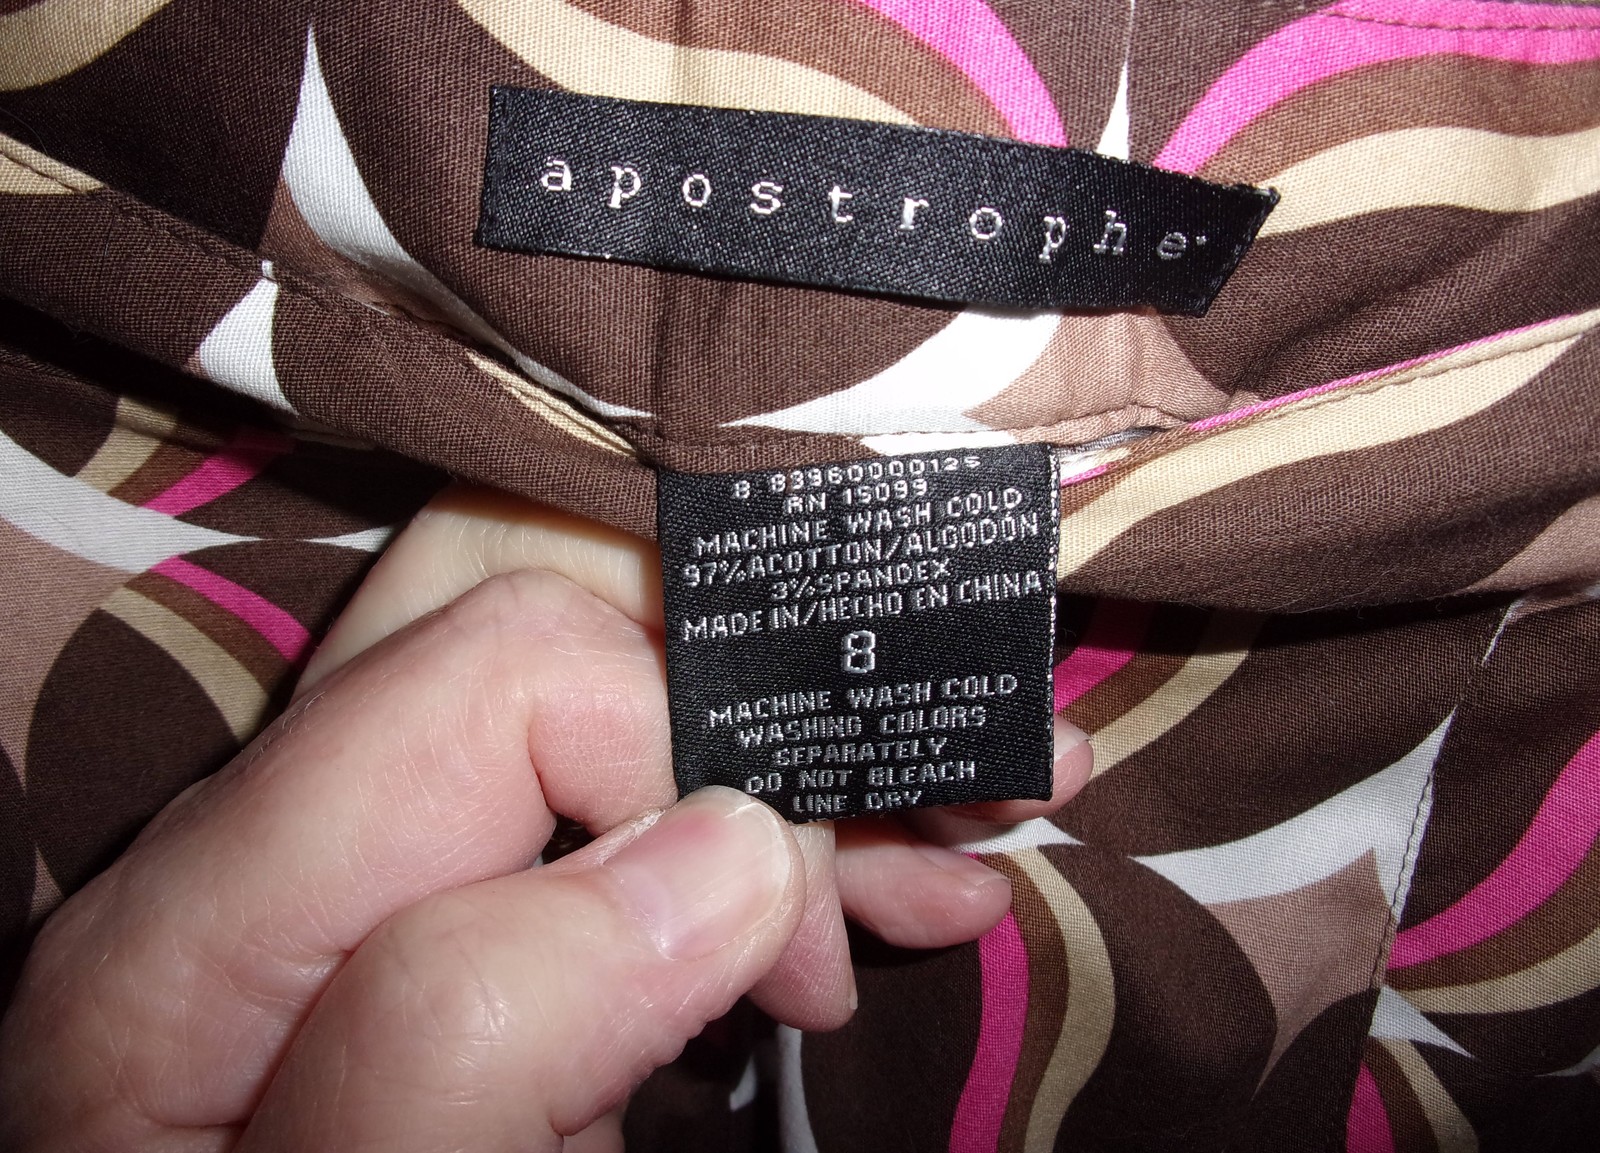 apostrophe
8 83960000125
RN 15099
MACHINE WASH COLD
97%ACOTTON/ALGODON
3%SPANDEX
MADE IN/HECHO EN CHINA
8
MACHINE WASH COLD
WASHING COLORS
SEPARATELY
DO NOT BLEACH
LINE DRY